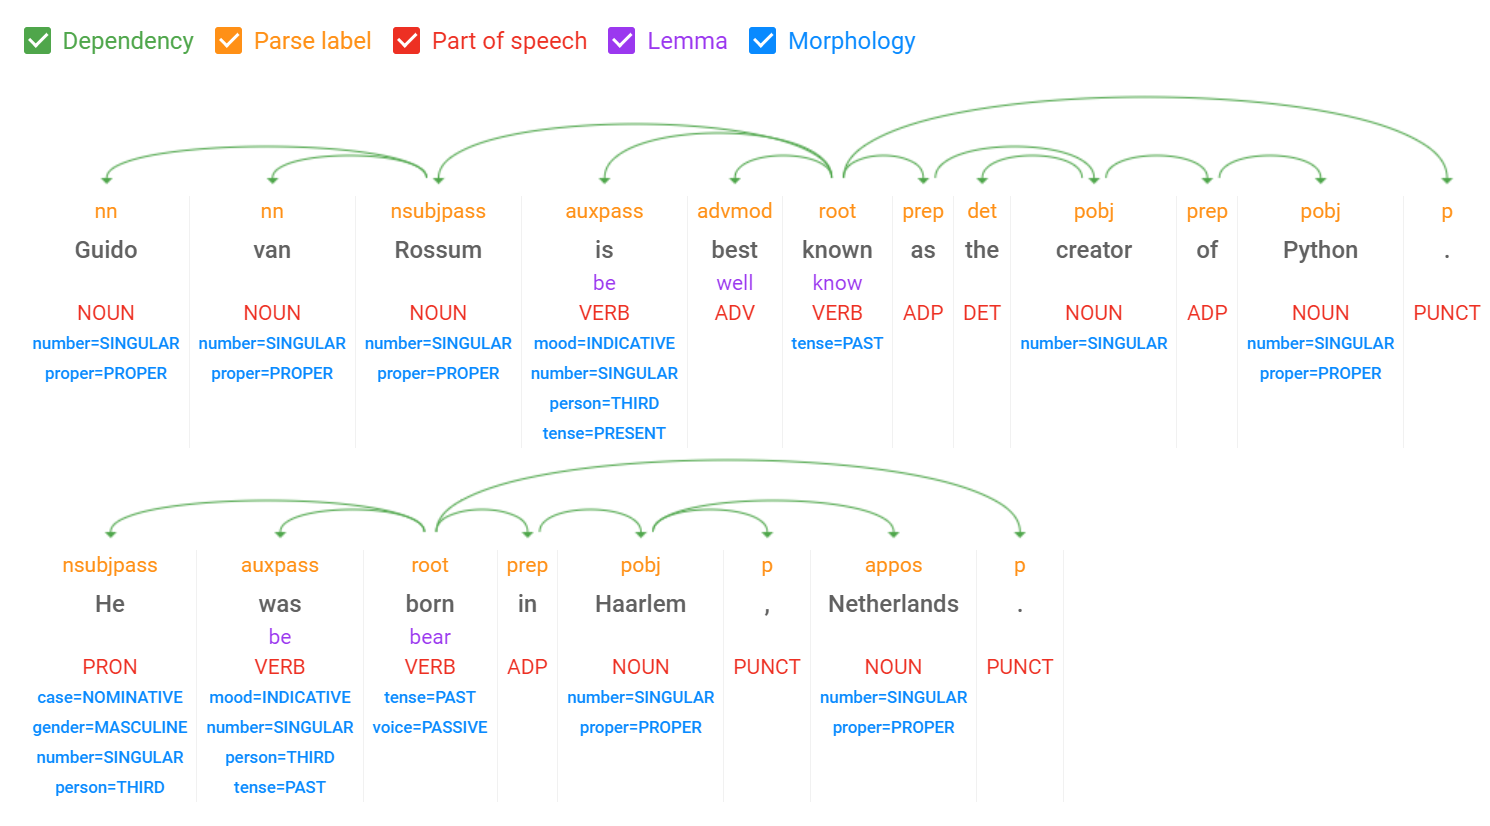 Dependency Parse label Part of speech Lemma Morphology
nn nn nsubjpass auxpass advmod root prep det pobj prep pobj p
Guido van Rossum is best known as the creator of Python .
be well know
NOUN NOUN NOUN VERB ADV VERB ADP DET NOUN ADP NOUN PUNCT
number=SINGULAR number=SINGULAR number=SINGULAR mood=INDICATIVE tense=PAST number=SINGULAR number=SINGULAR
proper=PROPER proper=PROPER proper=PROPER number=SINGULAR proper=PROPER
person=THIRD
tense=PRESENT
nsubjpass auxpass root prep pobj p appos p
He was born in Haarlem , Netherlands .
be bear
PRON VERB VERB ADP NOUN PUNCT NOUN PUNCT
case=NOMINATIVE mood=INDICATIVE tense=PAST number=SINGULAR number=SINGULAR
gender=MASCULINE number=SINGULAR voice=PASSIVE proper=PROPER proper=PROPER
number=SINGULAR person=THIRD
person=THIRD tense=PAST